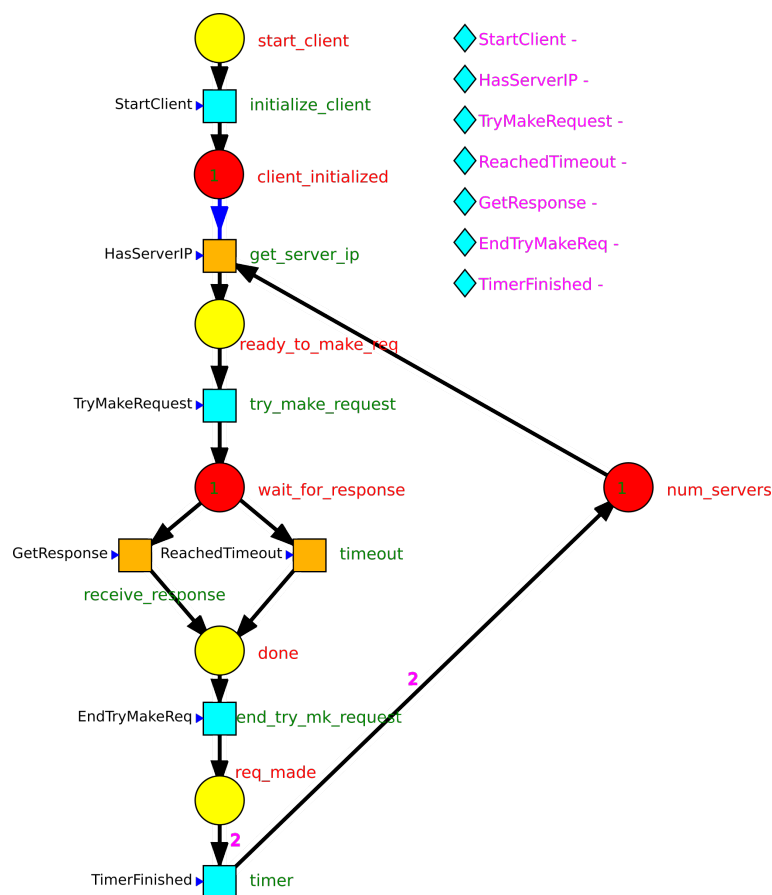 start_client
StartClient
initialize_client
1
client_initialized
HasServerIP
get_server_ip
ready_to_make_req
TryMakeRequest
try_make_request
1
wait_for_response
1
num_servers
GetResponse
ReachedTimeout
timeout
receive_response
done
2
EndTryMakeReq
end_try_mk_request
req_made
2
TimerFinished
timer
StartClient -
HasServerIP -
TryMakeRequest -
ReachedTimeout -
GetResponse -
EndTryMakeReq -
TimerFinished -